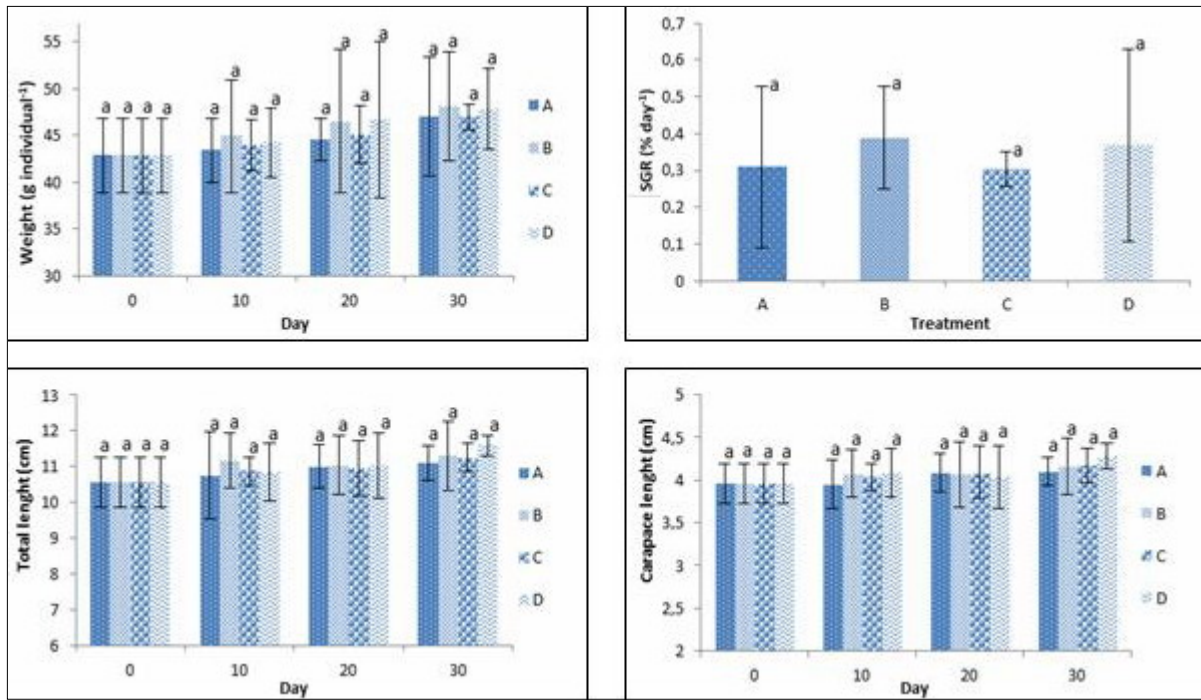 55
50
45
40
35
30
Weight (g individual⁻¹)
a a a a a a a a a a a a a a a a
0 10 20 30
Day
A
B
C
D
0,7
0,6
0,5
0,4
0,3
0,2
0,1
0
SGR (% day⁻¹)
a a a a
A B C D
Treatment
13
12
11
10
9
8
7
6
Total lenght (cm)
a a a a a a a a a a a a a a a a
0 10 20 30
Day
A
B
C
D
5
4,5
4
3,5
3
2,5
2
Carapace lenght (cm)
a a a a a a a a a a a a a a a a
0 10 20 30
Day
A
B
C
D